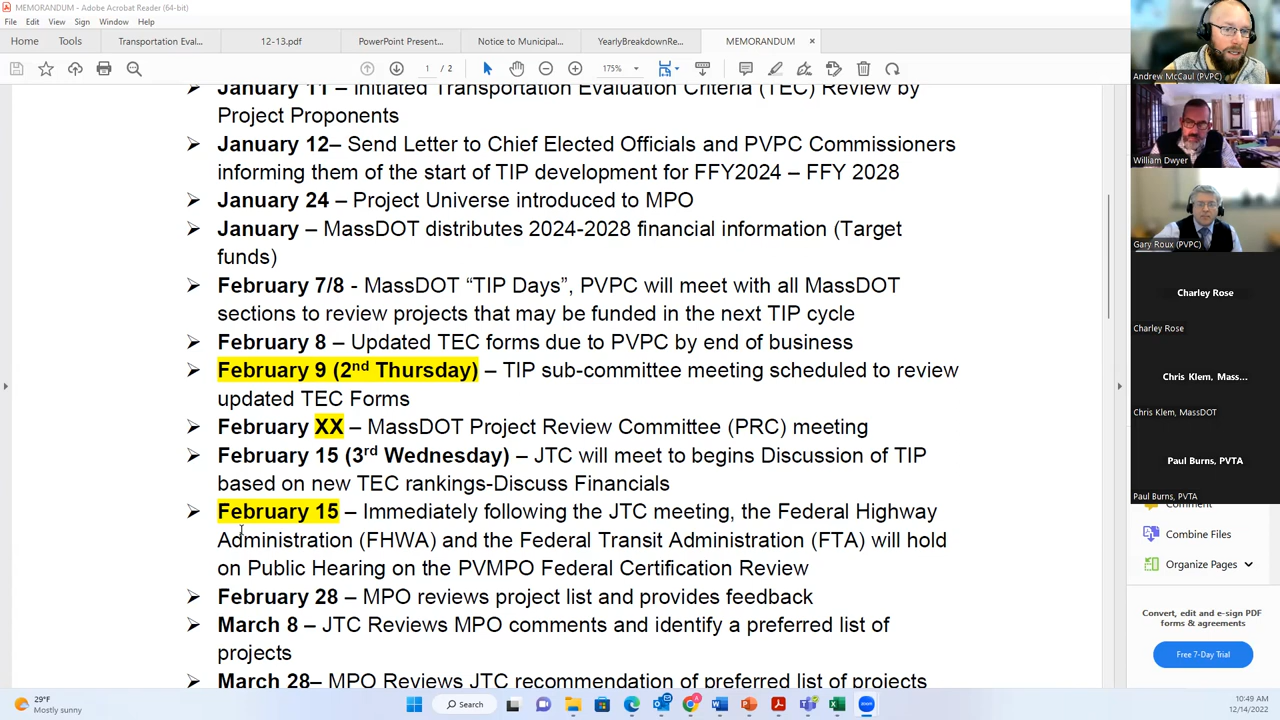 MEMORANDUM - Adobe Acrobat Reader (64-bit)
File Edit View Sign Window Help
Home Tools Transportation Eval... 12-13.pdf PowerPoint Present... Notice to Municipal... YearlyBreakdownRe... MEMORANDUM ×
1 / 2 175%
January 11 – Initiated Transportation Evaluation Criteria (TEC) Review by
Project Proponents
January 12– Send Letter to Chief Elected Officials and PVPC Commissioners
informing them of the start of TIP development for FFY2024 – FFY 2028
January 24 – Project Universe introduced to MPO
January – MassDOT distributes 2024-2028 financial information (Target
funds)
February 7/8 - MassDOT “TIP Days”, PVPC will meet with all MassDOT
sections to review projects that may be funded in the next TIP cycle
February 8 – Updated TEC forms due to PVPC by end of business
February 9 (2nd Thursday) – TIP sub-committee meeting scheduled to review
updated TEC Forms
February XX – MassDOT Project Review Committee (PRC) meeting
February 15 (3rd Wednesday) – JTC will meet to begins Discussion of TIP
based on new TEC rankings-Discuss Financials
February 15 – Immediately following the JTC meeting, the Federal Highway
Administration (FHWA) and the Federal Transit Administration (FTA) will hold
on Public Hearing on the PVMPO Federal Certification Review
February 28 – MPO reviews project list and provides feedback
March 8 – JTC Reviews MPO comments and identify a preferred list of
projects
March 28– MPO Reviews JTC recommendation of preferred list of projects
Andrew McCaul (PVPC)
William Dwyer
Gary Roux (PVPC)
Charley Rose
Charley Rose
Chris Klem, Mass...
Chris Klem, MassDOT
Paul Burns, PVTA
Paul Burns, PVTA
Comment
Combine Files
Organize Pages
Convert, edit and e-sign PDF
forms & agreements
Free 7-Day Trial
29°F
Mostly sunny
Search
10:49 AM
12/14/2022